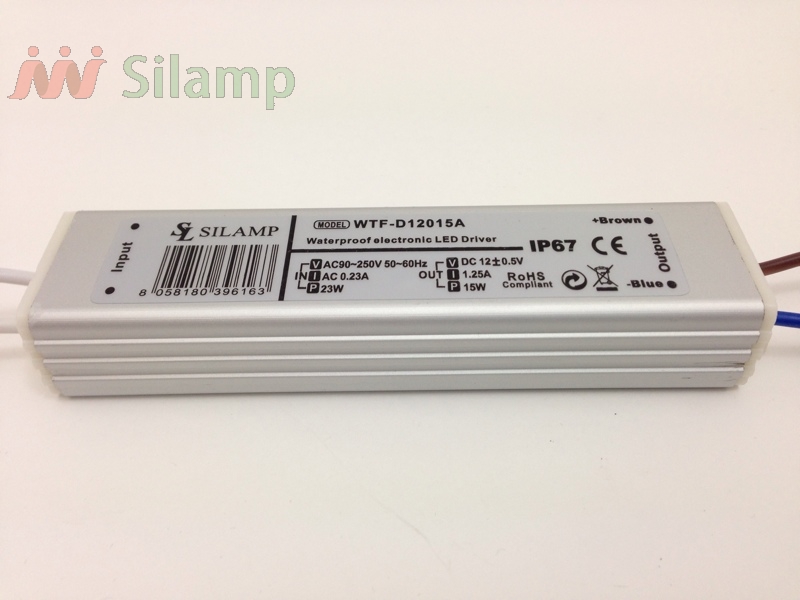 Silamp
SL SILAMP
MODEL WTF-D12015A
Waterproof electronic LED Driver
Input
IN
V AC90~250V 50~60Hz
I AC 0.23A
P 23W
OUT
V DC 12±0.5V
I 1.25A
P 15W
8 058180 396163
IP67 CE
RoHS
Compliant
+Brown
Output
-Blue